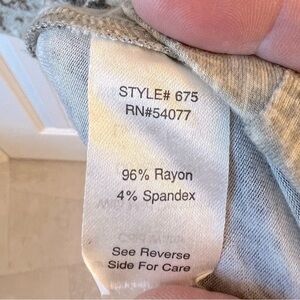 STYLE# 675
RN#54077
96% Rayon
4% Spandex
See Reverse
Side For Care